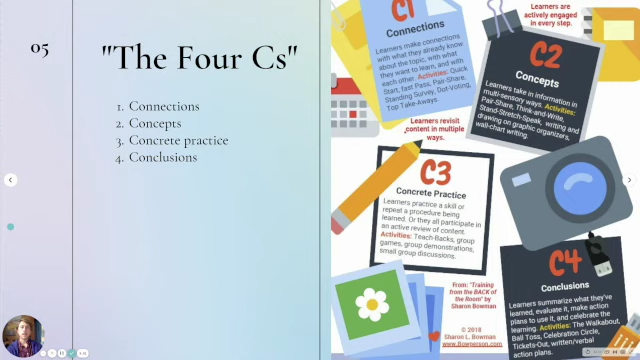 05
"The Four Cs"
1. Connections
2. Concepts
3. Concrete practice
4. Conclusions
C1
Connections
Learners make connections
with what they already know
about the topic, with what
they want to learn, and with
each other. Activities: Quick
Start, fast Pass, Pair-Share,
Standing Survey, Dot-Voting,
Top Take-Aways.
Learners are
actively engaged
in every step.
C2
Concepts
Learners take in information in
multi-sensory ways. Activities:
Pair-Share, Think-and-Write,
Stand-Stretch-Speak, writing and
drawing on graphic organizers,
wall-chart writing.
Learners revisit
content in multiple
ways.
C3
Concrete Practice
Learners practice a skill or
repeat a procedure being
learned. Or they all participate in
an active review of content.
Activities: Teach-Backs, group
games, group demonstrations,
small group discussions.
From: "Training
from the BACK of
the Room" by
Sharon Bowman
© 2018
Sharon L. Bowman
www.Bowperson.com
C4
Conclusions
Learners summarize what they've
learned, evaluate it, make action
plans to use it, and celebrate the
learning. Activities: The Walkabout,
Ball Toss, Celebration Circle,
Tickets-Out, written/verbal
action plans.